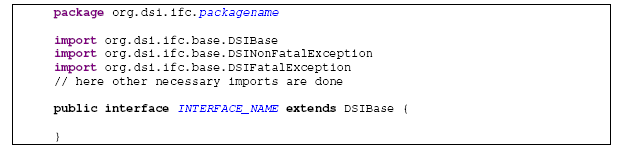 package org.dsi.ifc.packagename
import org.dsi.ifc.base.DSIBase
import org.dsi.ifc.base.DSINonFatalException
import org.dsi.ifc.base.DSIFatalException
// here other necessary imports are done
public interface INTERFACE_NAME extends DSIBase {
}